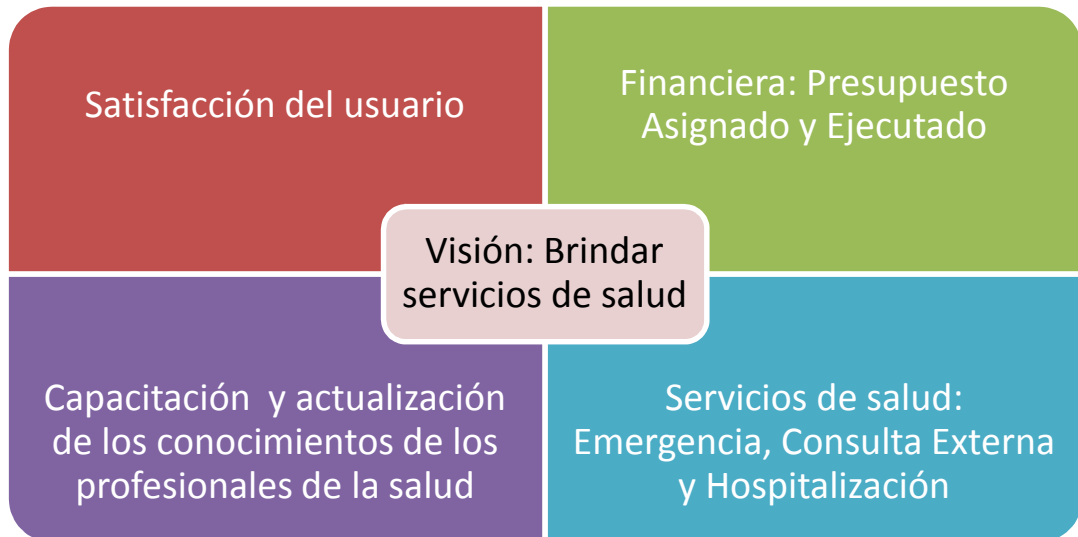 Satisfacción del usuario
Financiera: Presupuesto
Asignado y Ejecutado
Visión: Brindar
servicios de salud
Capacitación  y actualización
de los conocimientos de los
profesionales de la salud
Servicios de salud:
Emergencia, Consulta Externa
y Hospitalización